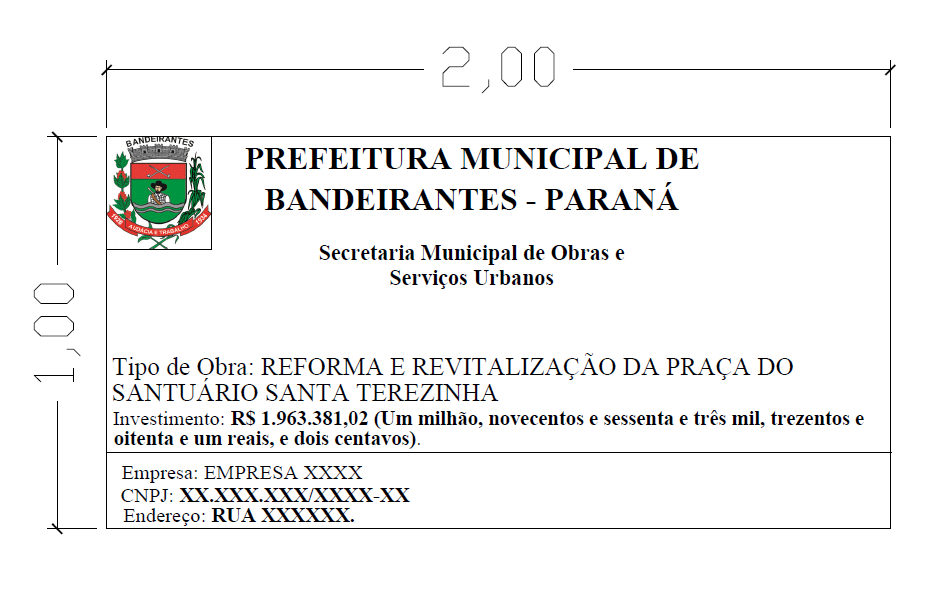 2,00
BANDEIRANTES
PREFEITURA MUNICIPAL DE
BANDEIRANTES - PARANÁ
1926 AUDÁCIA E TRABALHO 1934
Secretaria Municipal de Obras e
Serviços Urbanos
1,00
Tipo de Obra: REFORMA E REVITALIZAÇÃO DA PRAÇA DO
SANTUÁRIO SANTA TEREZINHA
Investimento: R$ 1.963.381,02 (Um milhão, novecentos e sessenta e três mil, trezentos e
oitenta e um reais, e dois centavos).
Empresa: EMPRESA XXXX
CNPJ: XX.XXX.XXX/XXXX-XX
Endereço: RUA XXXXXX.